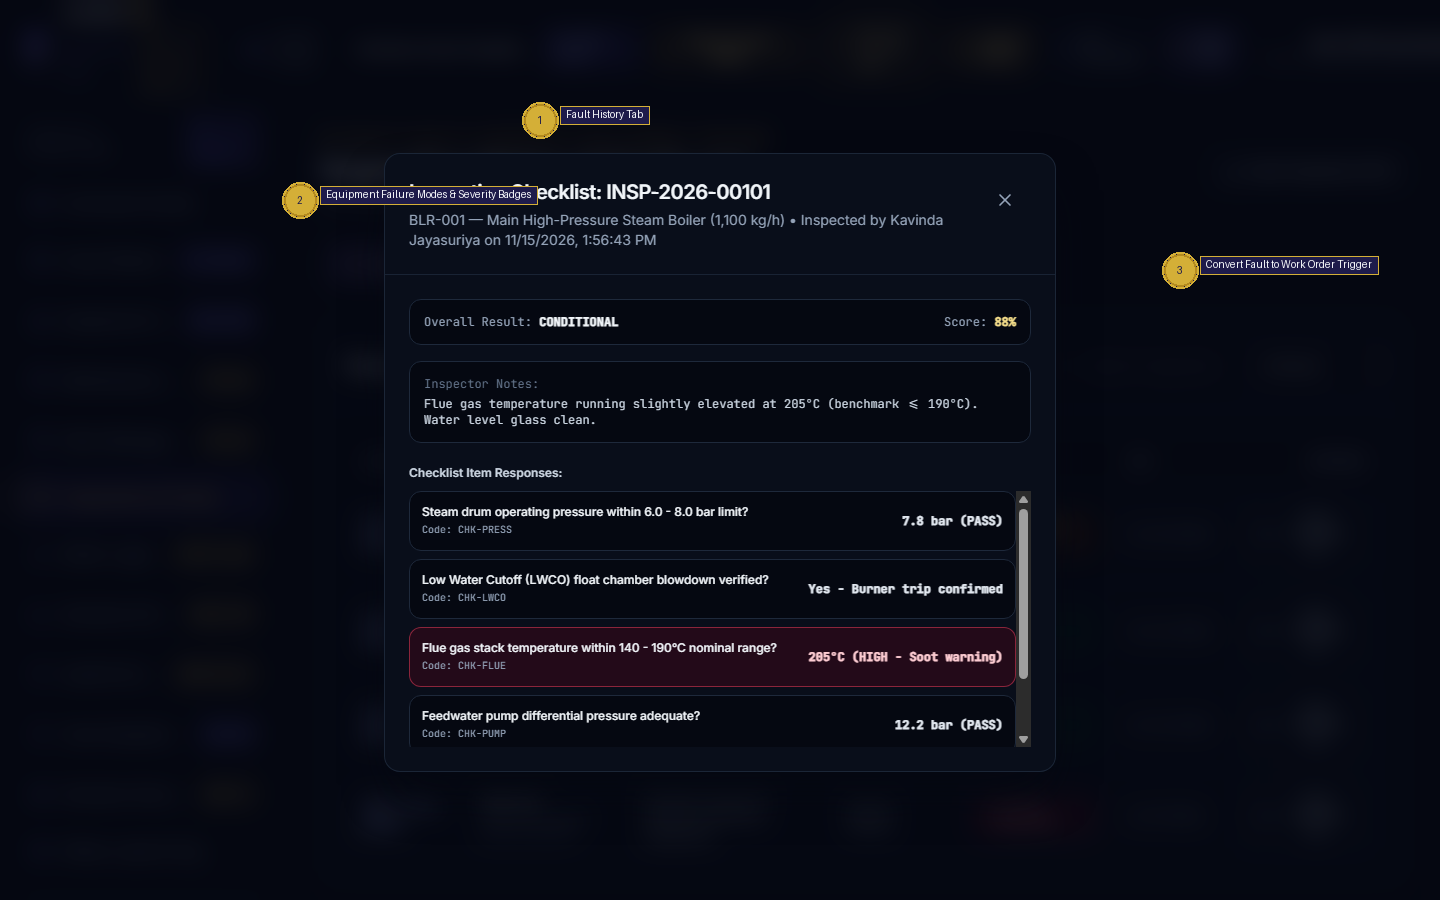 1 Fault History Tab
2 Equipment Failure Modes & Severity Badges
ecklist: INSP-2026-00101
BLR-001 — Main High-Pressure Steam Boiler (1,100 kg/h) • Inspected by Kavinda
Jayasuriya on 11/15/2026, 1:56:43 PM
3 Convert Fault to Work Order Trigger
Overall Result: CONDITIONAL
Score: 88%
Inspector Notes:
Flue gas temperature running slightly elevated at 205°C (benchmark ≤ 190°C).
Water level glass clean.
Checklist Item Responses:
Steam drum operating pressure within 6.0 - 8.0 bar limit?
Code: CHK-PRESS
7.8 bar (PASS)
Low Water Cutoff (LWCO) float chamber blowdown verified?
Code: CHK-LWCO
Yes - Burner trip confirmed
Flue gas stack temperature within 140 - 190°C nominal range?
Code: CHK-FLUE
205°C (HIGH - Soot warning)
Feedwater pump differential pressure adequate?
Code: CHK-PUMP
12.2 bar (PASS)